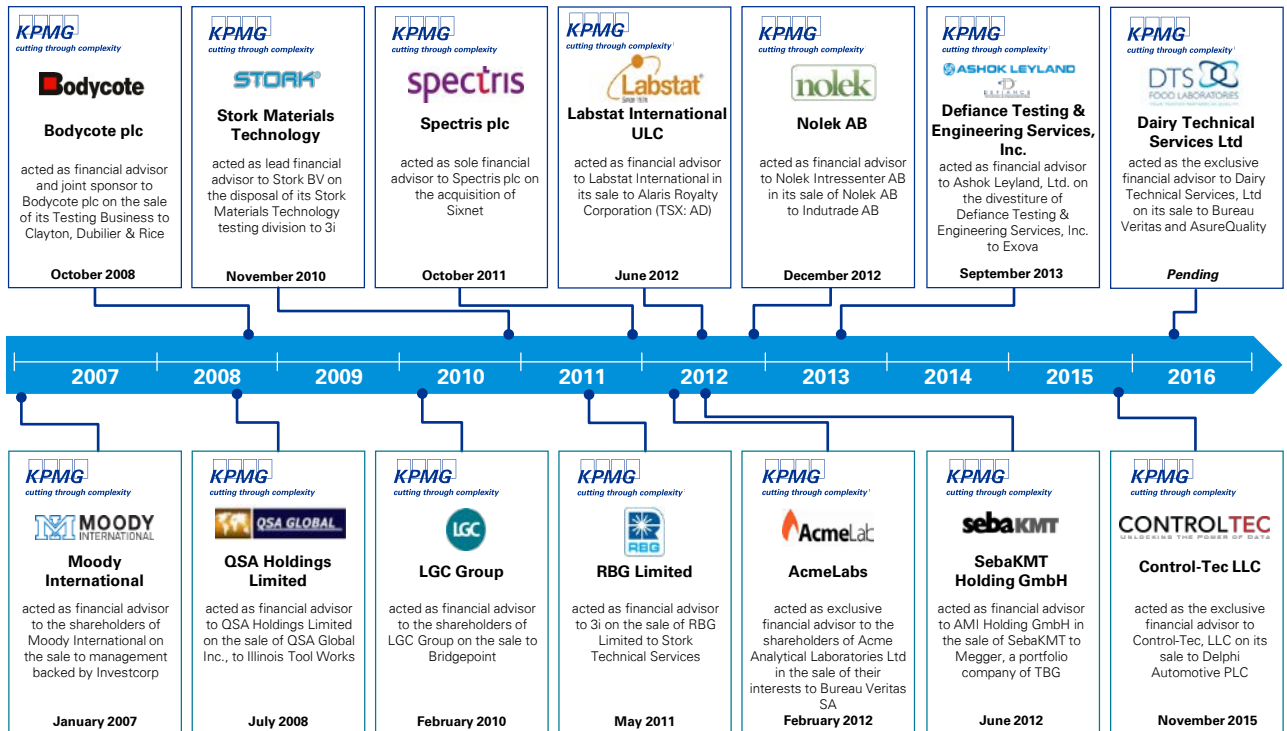 KPMG
cutting through complexity
Bodycote
Bodycote plc
acted as financial advisor
and joint sponsor to
Bodycote plc on the sale
of its Testing Business to
Clayton, Dubilier & Rice
October 2008
KPMG
cutting through complexity
STORK
Stork Materials
Technology
acted as lead financial
advisor to Stork BV on
the disposal of its Stork
Materials Technology
testing division to 3i
November 2010
KPMG
cutting through complexity
spectris
Spectris plc
acted as sole financial
advisor to Spectris plc on
the acquisition of
Sixnet
October 2011
KPMG
cutting through complexity
Labstat
Since 1976
Labstat International
ULC
acted as financial advisor
to Labstat International in
its sale to Alaris Royalty
Corporation (TSX: AD)
June 2012
KPMG
cutting through complexity
nolek
Nolek AB
acted as financial advisor
to Nolek Intressenter AB
in its sale of Nolek AB
to Indutrade AB
December 2012
KPMG
cutting through complexity
ASHOK LEYLAND
DEFIANCE
Defiance Testing &
Engineering Services,
Inc.
acted as financial advisor
to Ashok Leyland, Ltd. on
the divestiture of
Defiance Testing &
Engineering Services, Inc.
to Exova
September 2013
KPMG
cutting through complexity
DTS
FOOD LABORATORIES
Dairy Technical
Services Ltd
acted as the exclusive
financial advisor to Dairy
Technical Services, Ltd
on its sale to Bureau
Veritas and AsureQuality
Pending
2007 2008 2009 2010 2011 2012 2013 2014 2015 2016
KPMG
cutting through complexity
MOODY
INTERNATIONAL
Moody
International
acted as financial advisor
to the shareholders of
Moody International on
the sale to management
backed by Investcorp
January 2007
KPMG
cutting through complexity
QSA GLOBAL
QSA Holdings
Limited
acted as financial advisor
to QSA Holdings Limited
on the sale of QSA Global
Inc., to Illinois Tool Works
July 2008
KPMG
cutting through complexity
LGC
LGC Group
acted as financial advisor
to the shareholders of
LGC Group on the sale to
Bridgepoint
February 2010
KPMG
cutting through complexity
RBG
RBG Limited
acted as financial advisor
to 3i on the sale of RBG
Limited to Stork
Technical Services
May 2011
KPMG
cutting through complexity
AcmeLab
AcmeLabs
acted as exclusive
financial advisor to the
shareholders of Acme
Analytical Laboratories Ltd
in the sale of their
interests to Bureau Veritas
SA
February 2012
KPMG
cutting through complexity
seba KMT
SebaKMT
Holding GmbH
acted as financial advisor
to AMI Holding GmbH in
the sale of SebaKMT to
Megger, a portfolio
company of TBG
June 2012
KPMG
cutting through complexity
CONTROLTEC
UNLOCKING THE POWER OF DATA
Control-Tec LLC
acted as the exclusive
financial advisor to
Control-Tec, LLC on its
sale to Delphi
Automotive PLC
November 2015